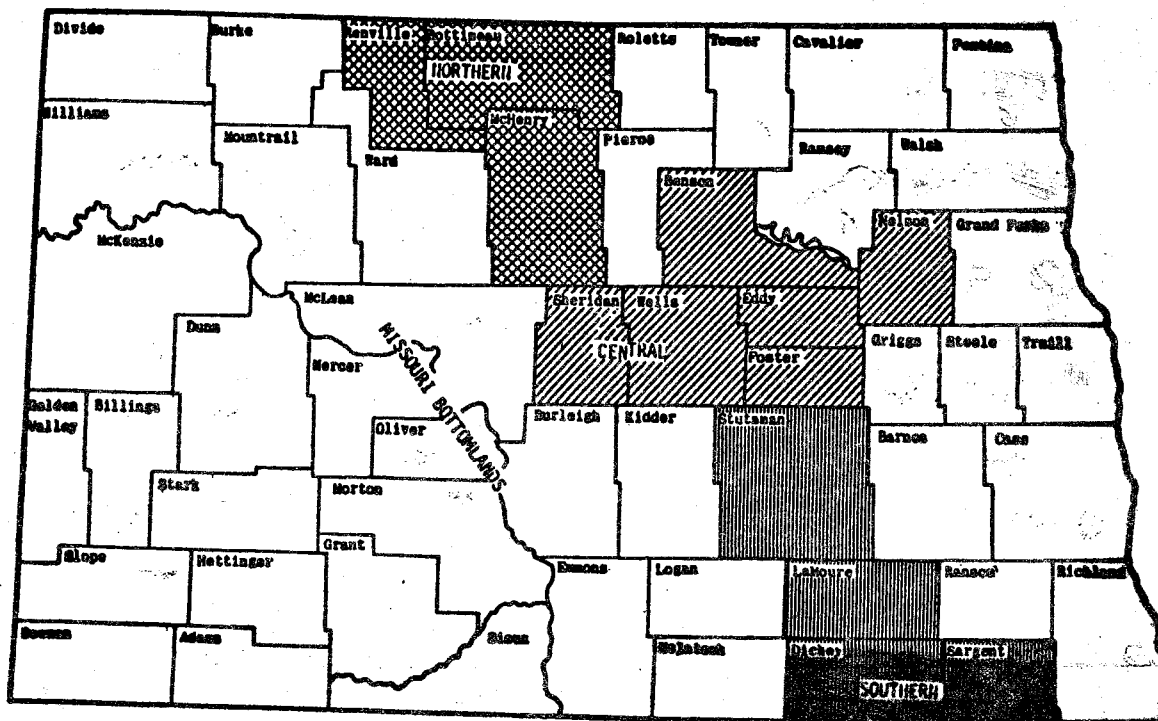 Divide
Burke
Renville
Bottineau
Rolette
Towner
Cavalier
Pembina
NORTHERN
Williams
Mountrail
Ward
McHenry
Pierce
Ramsey
Walsh
Benson
Nelson
Grand Forks
McKenzie
McLean
Sheridan
Wells
Eddy
Dunn
MISSOURI BOTTOMLANDS
CENTRAL
Foster
Griggs
Steele
Traill
Mercer
Golden
Valley
Billings
Oliver
Burleigh
Kidder
Stutsman
Barnes
Cass
Stark
Morton
Slope
Hettinger
Grant
Emmons
Logan
LaMoure
Ransom
Richland
Bowman
Adams
Sioux
McIntosh
Dickey
Sargent
SOUTHERN